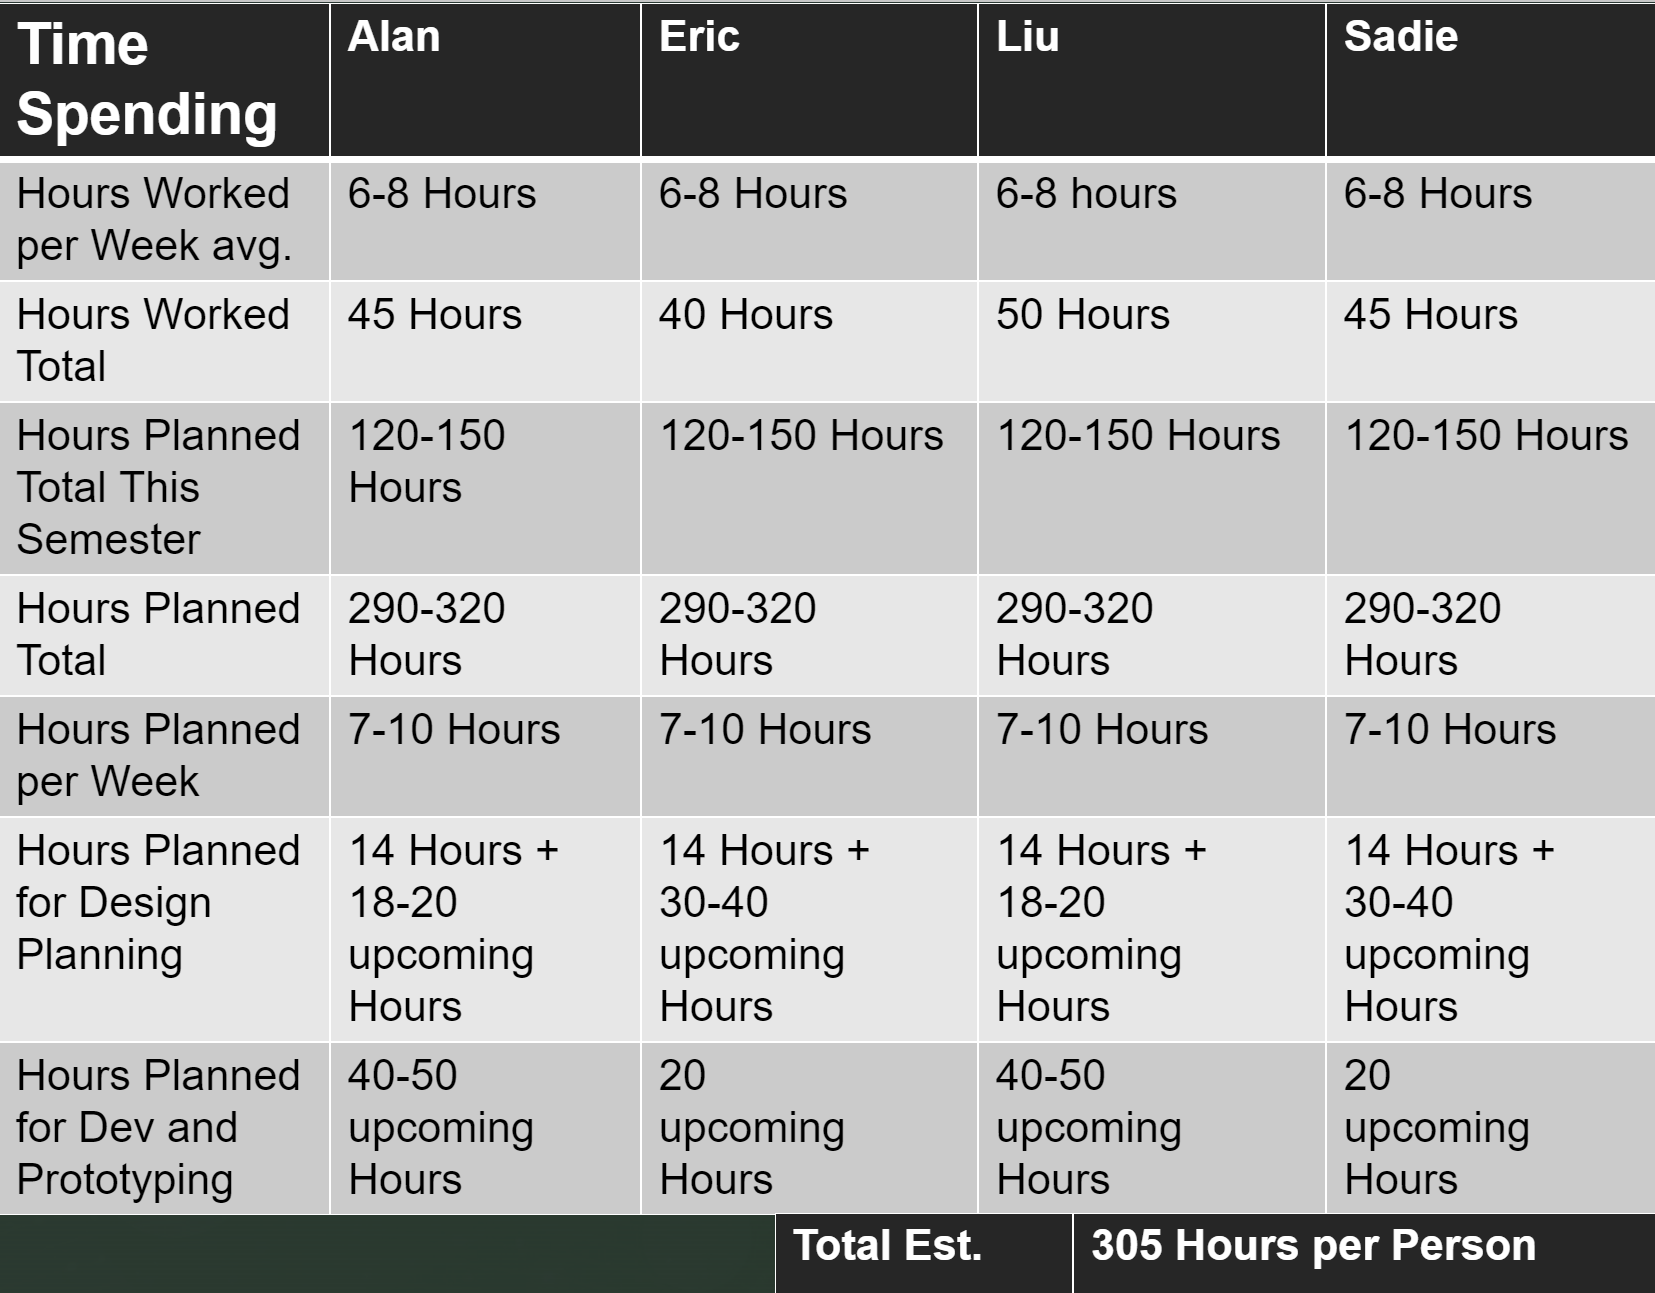 Time Spending
Alan
Eric
Liu
Sadie
Hours Worked per Week avg.
6-8 Hours
6-8 Hours
6-8 hours
6-8 Hours
Hours Worked Total
45 Hours
40 Hours
50 Hours
45 Hours
Hours Planned Total This Semester
120-150 Hours
120-150 Hours
120-150 Hours
120-150 Hours
Hours Planned Total
290-320 Hours
290-320 Hours
290-320 Hours
290-320 Hours
Hours Planned per Week
7-10 Hours
7-10 Hours
7-10 Hours
7-10 Hours
Hours Planned for Design Planning
14 Hours + 18-20 upcoming Hours
14 Hours + 30-40 upcoming Hours
14 Hours + 18-20 upcoming Hours
14 Hours + 30-40 upcoming Hours
Hours Planned for Dev and Prototyping
40-50 upcoming Hours
20 upcoming Hours
40-50 upcoming Hours
20 upcoming Hours
Total Est.
305 Hours per Person